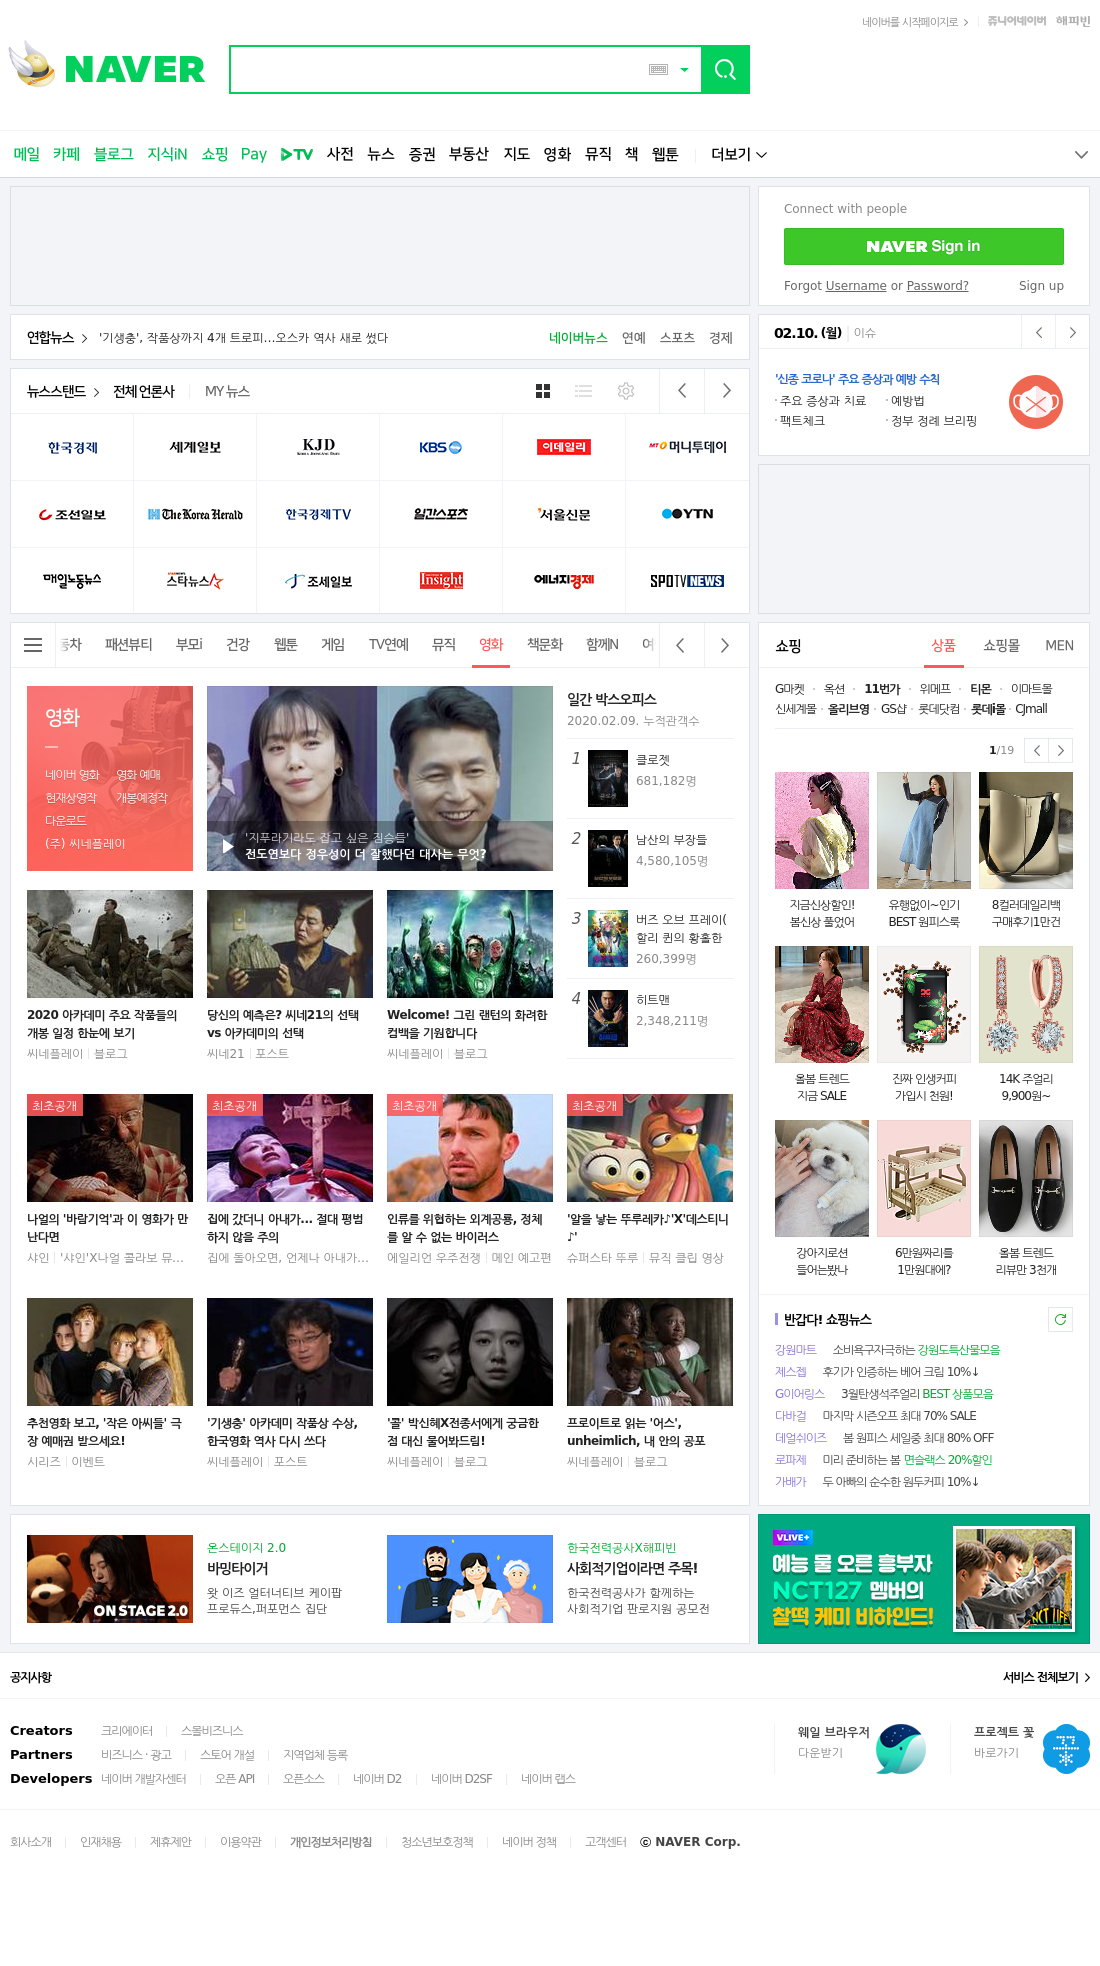 네이버를 시작페이지로
쥬니어네이버 해피빈
NAVER
메일 카페 블로그 지식iN 쇼핑 Pay TV 사전 뉴스 증권 부동산 지도 영화 뮤직 책 웹툰 더보기
Connect with people
NAVER Sign in
Forgot Username or Password? Sign up
연합뉴스 '기생충', 작품상까지 4개 트로피…오스카 역사 새로 썼다
네이버뉴스 연예 스포츠 경제
02.10. (월) 이슈
'신종 코로나' 주요 증상과 예방 수칙
· 주요 증상과 치료 · 예방법
· 팩트체크 · 정부 정례 브리핑
뉴스스탠드 전체 언론사 MY 뉴스
한국경제 세계일보 KJD KBS 이데일리 MT 머니투데이
조선일보 The Korea Herald 한국경제TV 일간스포츠 서울신문 YTN
매일노동뉴스 스타뉴스 조세일보 Insight 에너지경제 SPOTV NEWS
동차 패션뷰티 부모i 건강 웹툰 게임 TV연예 뮤직 영화 책문화 함께N
영화
네이버 영화 영화 예매
현재상영작 개봉예정작
다운로드
(주) 씨네플레이
'지푸라기라도 잡고 싶은 짐승들'
전도연보다 정우성이 더 잘했다던 대사는 무엇?
일간 박스오피스
2020.02.09. 누적관객수
1 클로젯
681,182명
2 남산의 부장들
4,580,105명
3 버즈 오브 프레이(
할리 퀸의 황홀한
260,399명
4 히트맨
2,348,211명
2020 아카데미 주요 작품들의
개봉 일정 한눈에 보기
씨네플레이 블로그
당신의 예측은? 씨네21의 선택
vs 아카데미의 선택
씨네21 포스트
Welcome! 그린 랜턴의 화려한
컴백을 기원합니다
씨네플레이 블로그
최초공개
나얼의 '바람기억'과 이 영화가 만
난다면
샤인 '샤인'X나얼 콜라보 뮤…
최초공개
집에 갔더니 아내가… 절대 평범
하지 않음 주의
집에 돌아오면, 언제나 아내가…
최초공개
인류를 위협하는 외계공룡, 정체
를 알 수 없는 바이러스
에일리언 우주전쟁 메인 예고편
최초공개
'알을 낳는 뚜루레카♪'X'데스티니
♪'
슈퍼스타 뚜루 뮤직 클립 영상
추천영화 보고, '작은 아씨들' 극
장 예매권 받으세요!
시리즈 이벤트
'기생충' 아카데미 작품상 수상,
한국영화 역사 다시 쓰다
씨네플레이 포스트
'콜' 박신혜X전종서에게 궁금한
점 대신 물어봐드림!
씨네플레이 블로그
프로이트로 읽는 '어스',
unheimlich, 내 안의 공포
씨네플레이 블로그
쇼핑 상품 쇼핑몰 MEN
G마켓 · 옥션 · 11번가 · 위메프 · 티몬 · 이마트몰
신세계몰 · 올리브영 · GS샵 · 롯데닷컴 · 롯데i몰 · CJmall
1/19
지금신상할인!
봄신상 풀었어
유행없이~인기
BEST 원피스룩
8컬러데일리백
구매후기1만건
올봄 트렌드
지금 SALE
진짜 인생커피
가입시 천원!
14K 주얼리
9,900원~
강아지로션
들어는봤나
6만원짜리를
1만원대에?
올봄 트렌드
리뷰만 3천개
반갑다! 쇼핑뉴스
강원마트 소비욕구자극하는 강원도특산물모음
제스젭 후기가 인증하는 베어 크림 10%↓
G이어링스 3월탄생석주얼리 BEST 상품모음
다바걸 마지막 시즌오프 최대 70% SALE
데얼쉬이즈 봄 원피스 세일중 최대 80% OFF
로파제 미리 준비하는 봄 면슬랙스 20%할인
가배가 두 아빠의 순수한 원두커피 10%↓
ON STAGE 2.0
온스테이지 2.0
바밍타이거
왓 이즈 얼터너티브 케이팝
프로듀스,퍼포먼스 집단
한국전력공사X해피빈
사회적기업이라면 주목!
한국전력공사가 함께하는
사회적기업 판로지원 공모전
VLIVE+
예능 물 오른 흥부자
NCT127 멤버의
찰떡 케미 비하인드!
NCT LIFE
공지사항
서비스 전체보기
Creators 크리에이터 스몰비즈니스
Partners 비즈니스 · 광고 스토어 개설 지역업체 등록
Developers 네이버 개발자센터 오픈 API 오픈소스 네이버 D2 네이버 D2SF 네이버 랩스
웨일 브라우저
다운받기
프로젝트 꽃
바로가기
회사소개 인재채용 제휴제안 이용약관 개인정보처리방침 청소년보호정책 네이버 정책 고객센터 ⓒ NAVER Corp.